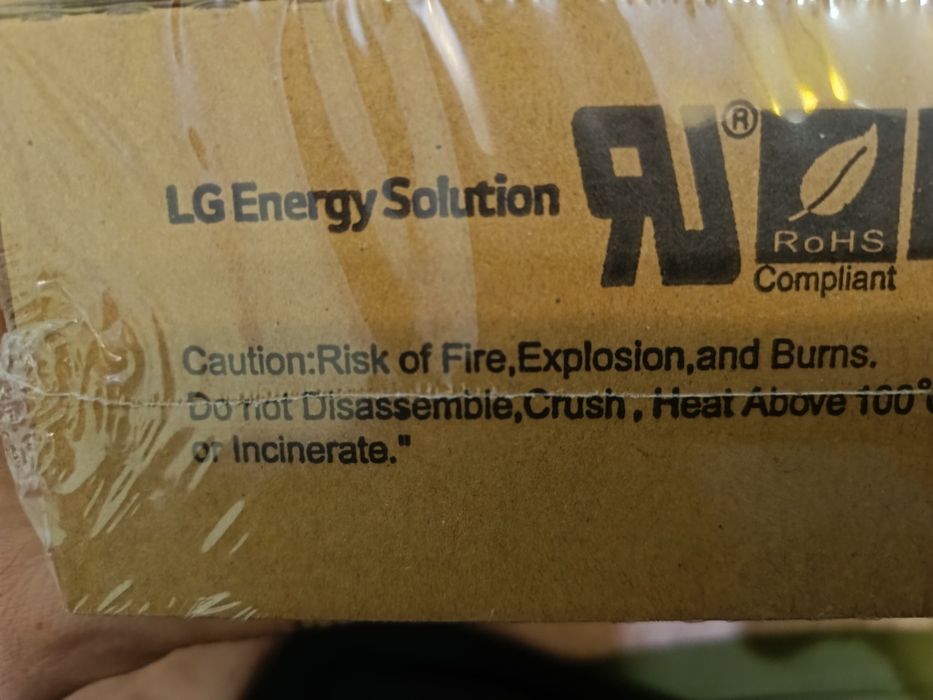 LG Energy Solution
®
RoHS
Compliant
Caution:Risk of Fire,Explosion,and Burns.
Do not Disassemble,Crush, Heat Above 100°
or Incinerate."